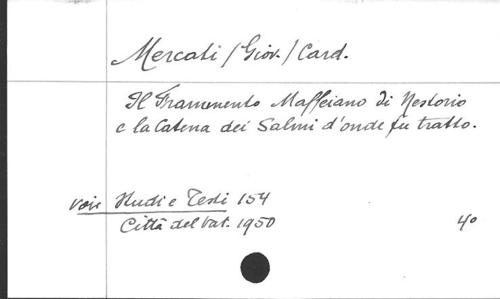 Mercati /Giov./ Card.
Il Frammento Maffeiano di Nestorio
e la Catena dei Salmi d'onde fu tratto.
voir Studi e Testi 154
Città del Vat. 1950
4°